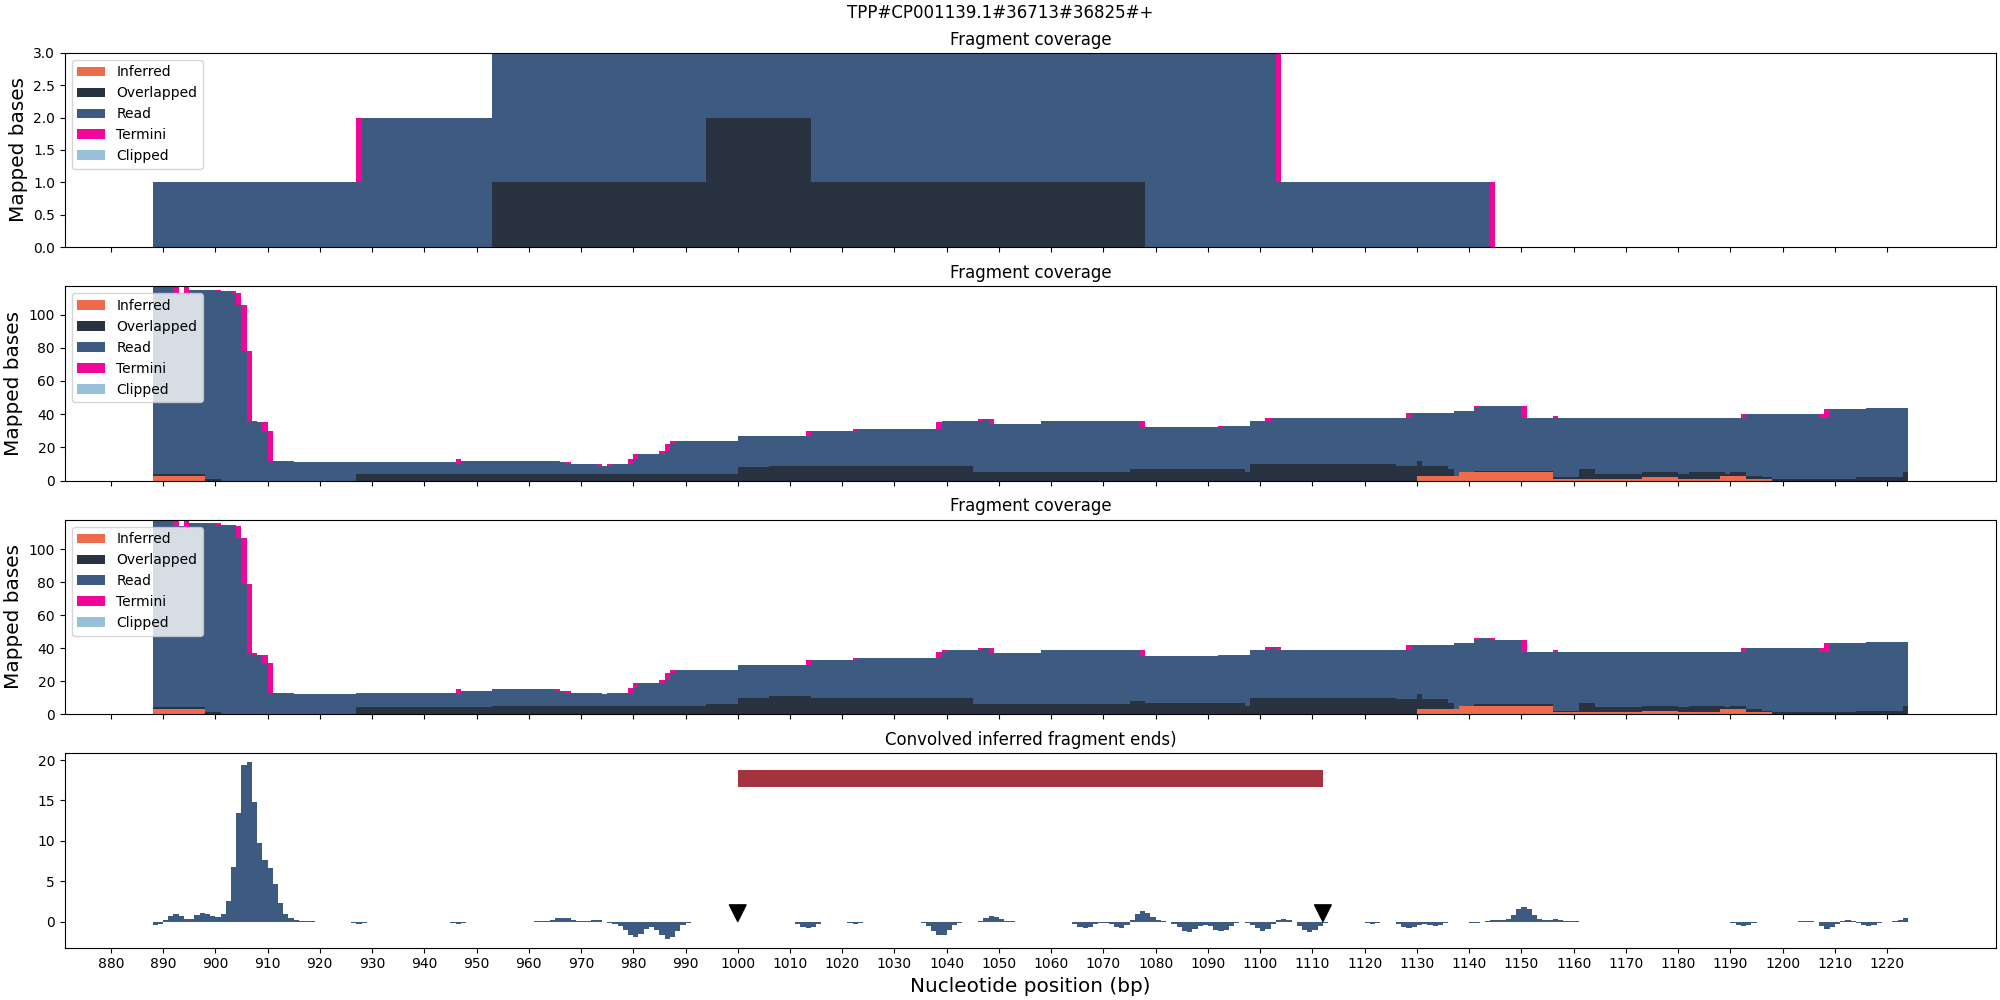 TPP#CP001139.1#36713#36825#+
Fragment coverage
Mapped bases
3.0
2.5
2.0
1.5
1.0
0.5
0.0
Inferred
Overlapped
Read
Termini
Clipped
Fragment coverage
Mapped bases
100
80
60
40
20
0
Inferred
Overlapped
Read
Termini
Clipped
Fragment coverage
Mapped bases
100
80
60
40
20
0
Inferred
Overlapped
Read
Termini
Clipped
Convolved inferred fragment ends)
20
15
10
5
0
880 890 900 910 920 930 940 950 960 970 980 990 1000 1010 1020 1030 1040 1050 1060 1070 1080 1090 1100 1110 1120 1130 1140 1150 1160 1170 1180 1190 1200 1210 1220
Nucleotide position (bp)